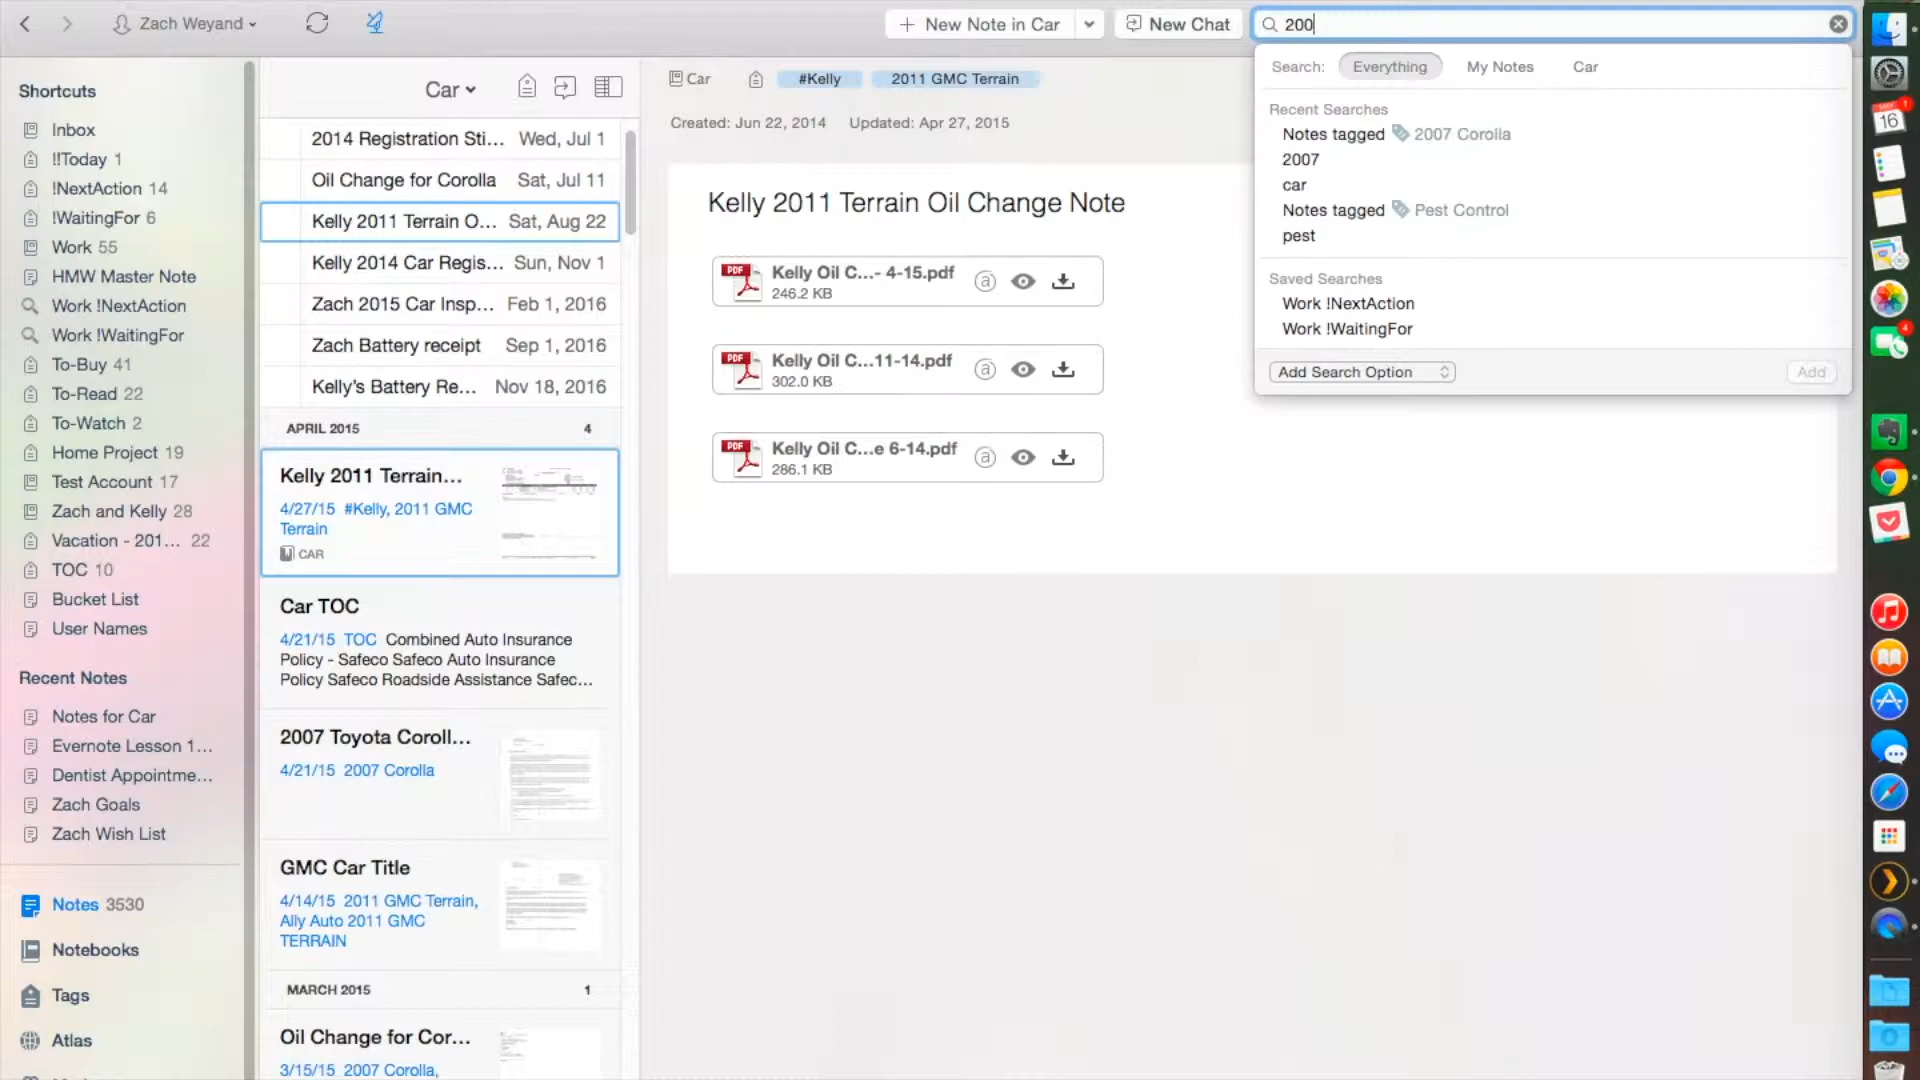 Zach Weyand
New Note in Car
New Chat
200
Shortcuts
Inbox
!!Today 1
!NextAction 14
!WaitingFor 6
Work 55
HMW Master Note
Work !NextAction
Work !WaitingFor
To-Buy 41
To-Read 22
To-Watch 2
Home Project 19
Test Account 17
Zach and Kelly 28
Vacation - 201... 22
TOC 10
Bucket List
User Names
Recent Notes
Notes for Car
Evernote Lesson 1...
Dentist Appointme...
Zach Goals
Zach Wish List
Notes 3530
Notebooks
Tags
Atlas
Car
2014 Registration Sti... Wed, Jul 1
Oil Change for Corolla Sat, Jul 11
Kelly 2011 Terrain O... Sat, Aug 22
Kelly 2014 Car Regis... Sun, Nov 1
Zach 2015 Car Insp... Feb 1, 2016
Zach Battery receipt Sep 1, 2016
Kelly's Battery Re... Nov 18, 2016
APRIL 2015 4
Kelly 2011 Terrain...
4/27/15 #Kelly, 2011 GMC
Terrain
CAR
Car TOC
4/21/15 TOC Combined Auto Insurance
Policy - Safeco Safeco Auto Insurance
Policy Safeco Roadside Assistance Safec...
2007 Toyota Coroll...
4/21/15 2007 Corolla
GMC Car Title
4/14/15 2011 GMC Terrain,
Ally Auto 2011 GMC
TERRAIN
MARCH 2015 1
Oil Change for Cor...
3/15/15 2007 Corolla,
Car #Kelly 2011 GMC Terrain
Created: Jun 22, 2014 Updated: Apr 27, 2015
Kelly 2011 Terrain Oil Change Note
PDF
Kelly Oil C...- 4-15.pdf
246.2 KB
PDF
Kelly Oil C...11-14.pdf
302.0 KB
PDF
Kelly Oil C...e 6-14.pdf
286.1 KB
Search: Everything My Notes Car
Recent Searches
Notes tagged 2007 Corolla
2007
car
Notes tagged Pest Control
pest
Saved Searches
Work !NextAction
Work !WaitingFor
Add Search Option Add
1
16
4